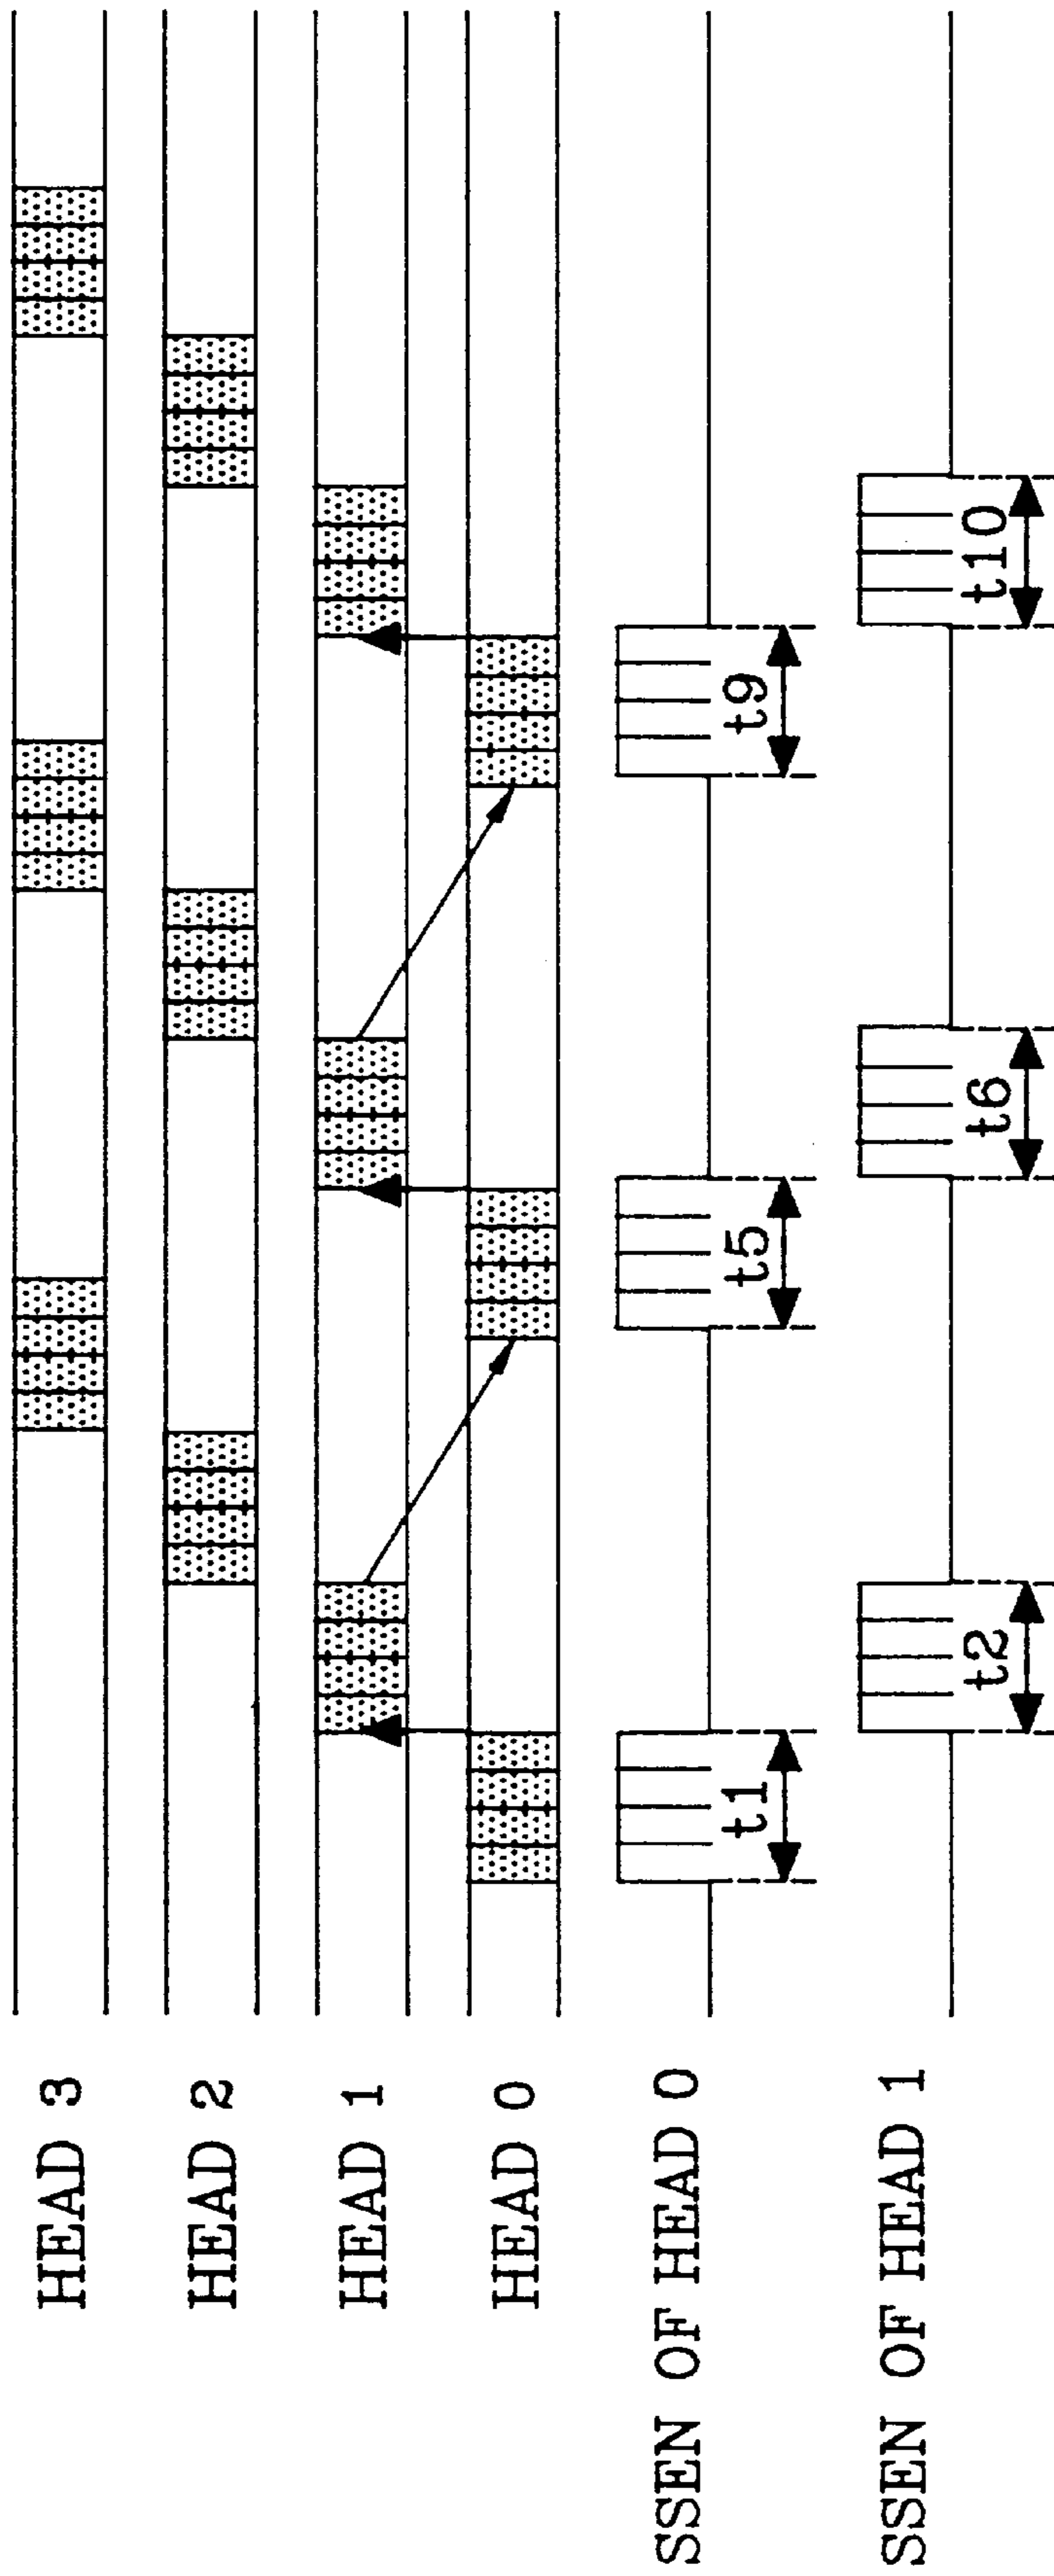 HEAD 3
HEAD 2
HEAD 1
HEAD 0
SSEN OF HEAD 0
t1
t5
t9
SSEN OF HEAD 1
t2
t6
t10